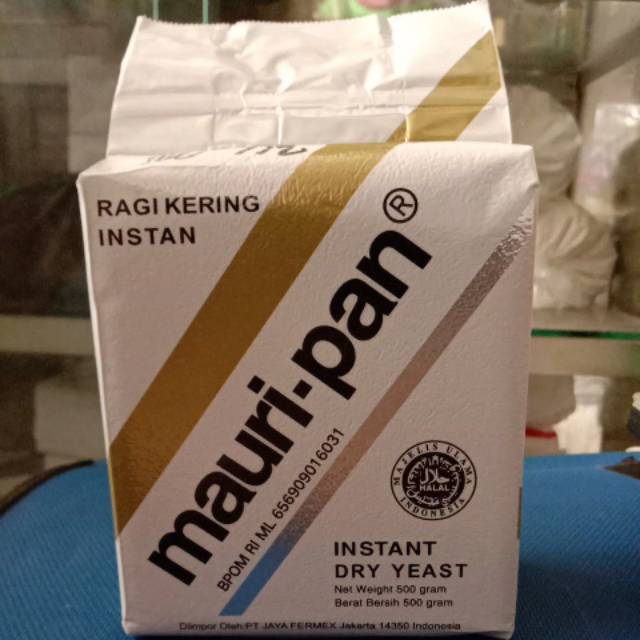 RAGI KERING
INSTAN
mauri-pan®
BPOM RI ML 656909016031
MAJELIS ULAMA
HALAL
INDONESIA
INSTANT
DRY YEAST
Net Weight 500 gram
Berat Bersih 500 gram
Diimpor Oleh:PT JAYA FERMEX Jakarta 14350 Indonesia